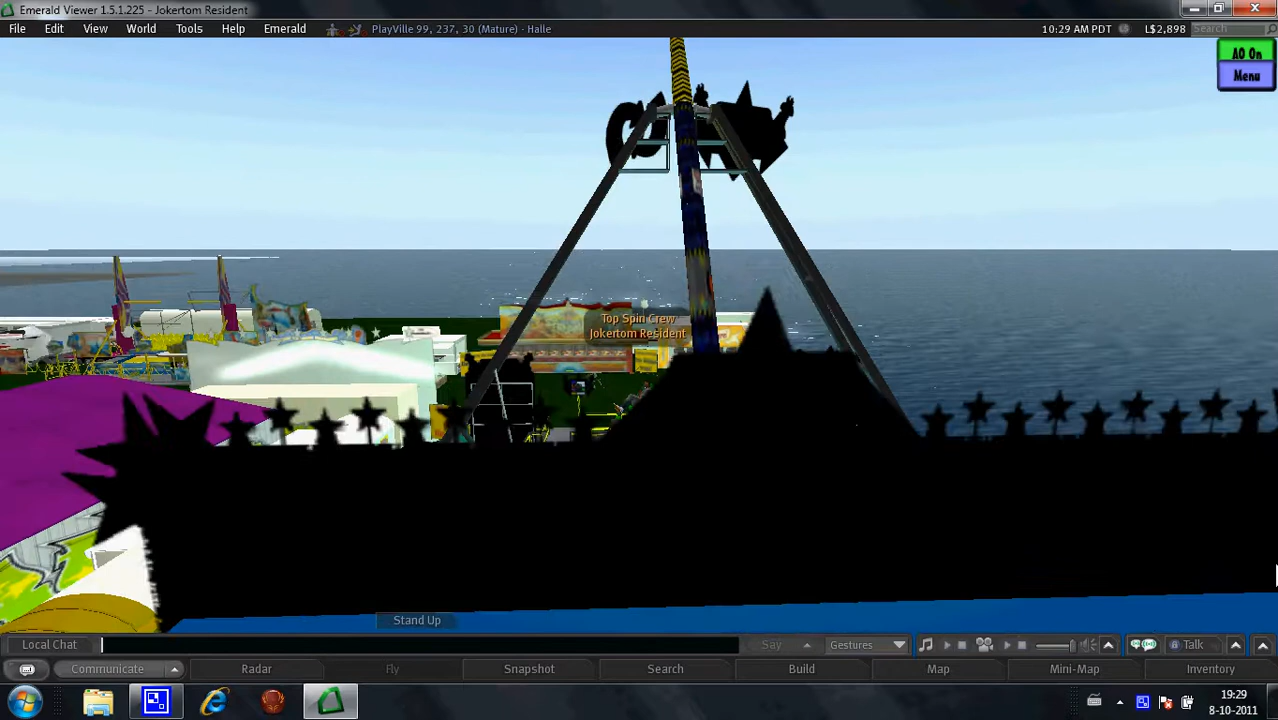 Emerald Viewer 1.5.1.225 - Jokertom Resident
File Edit View World Tools Help Emerald PlayVille 99, 237, 30 (Mature) - Halle 10:29 AM PDT L$2,898 Search
AO On
Menu
Top Spin Crew
Jokertom Resident
Stand Up
Local Chat Say Gestures Talk
Communicate Radar Fly Snapshot Search Build Map Mini-Map Inventory
19:29
8-10-2011